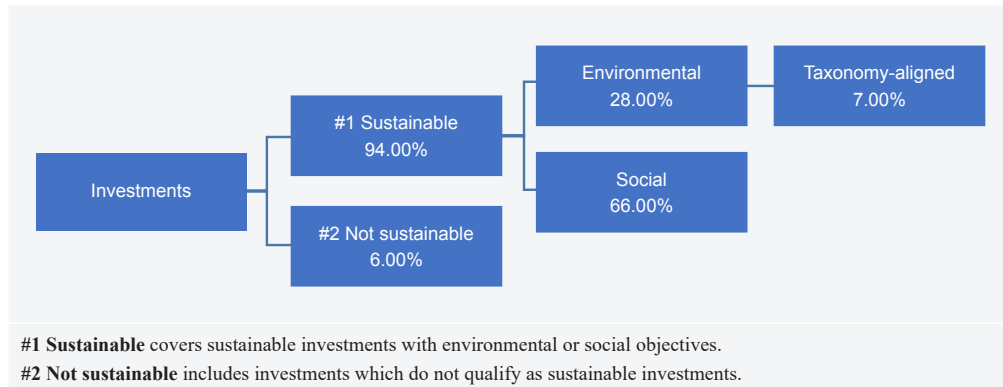 Investments
#1 Sustainable
94.00%
#2 Not sustainable
6.00%
Environmental
28.00%
Social
66.00%
Taxonomy-aligned
7.00%
#1 Sustainable covers sustainable investments with environmental or social objectives.
#2 Not sustainable includes investments which do not qualify as sustainable investments.